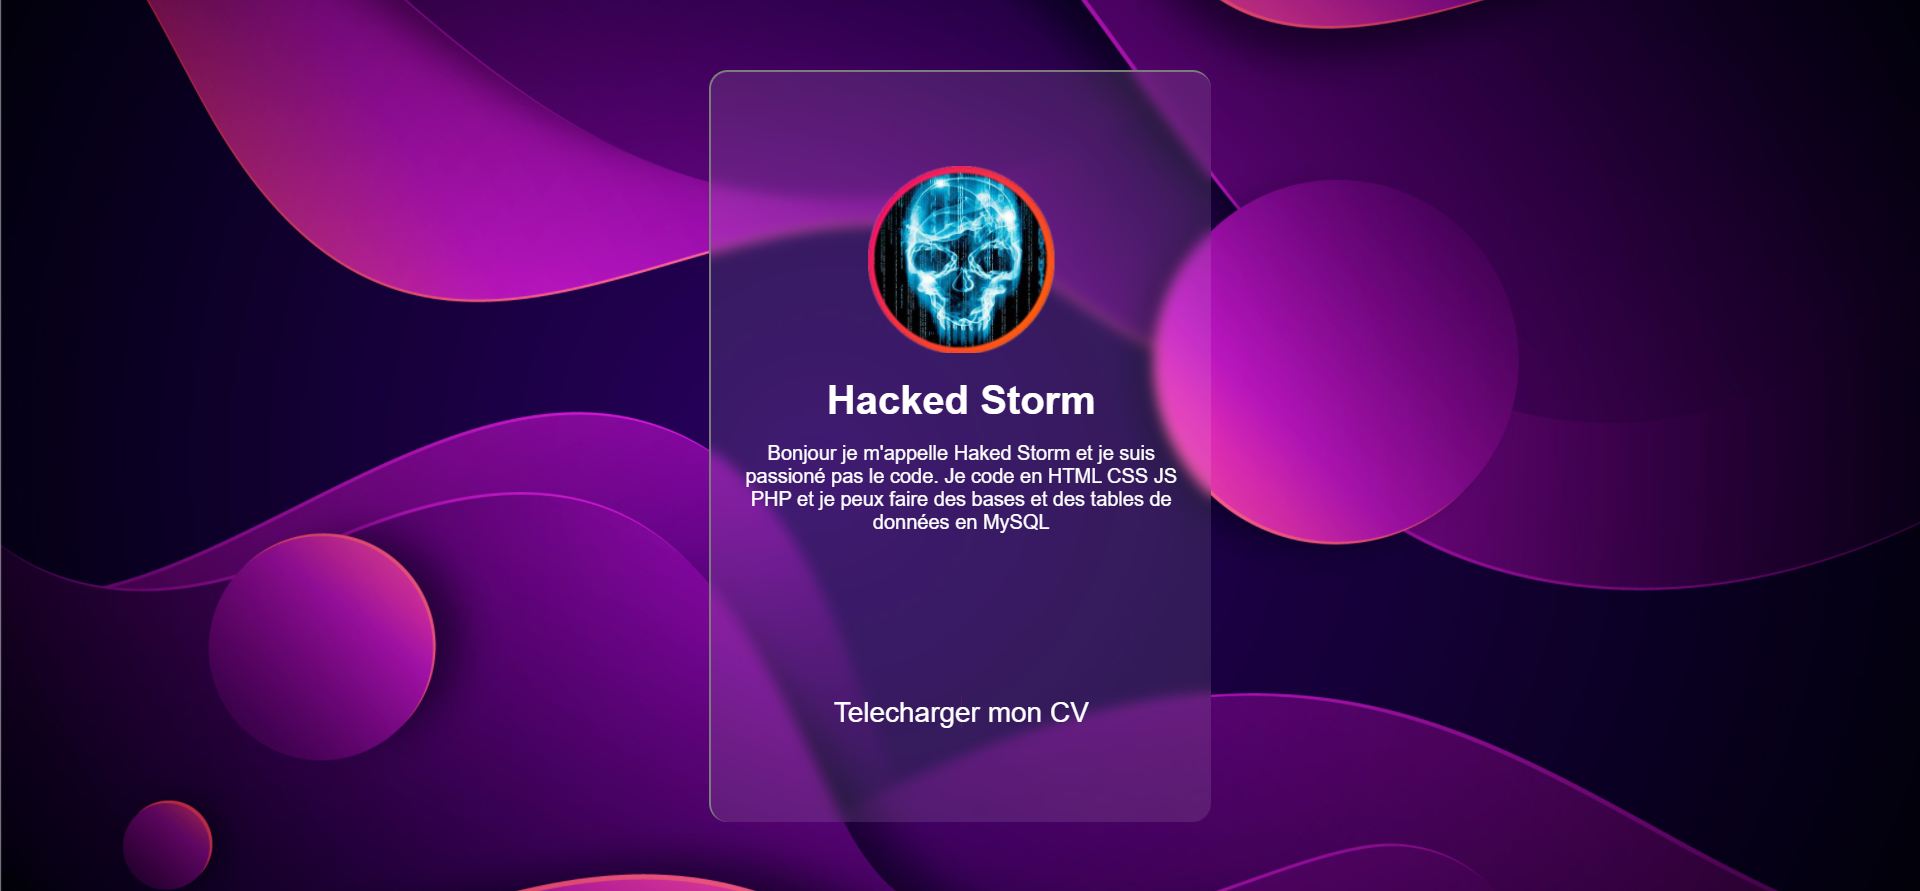 Hacked Storm
Bonjour je m'appelle Haked Storm et je suis
passioné pas le code. Je code en HTML CSS JS
PHP et je peux faire des bases et des tables de
données en MySQL
Telecharger mon CV